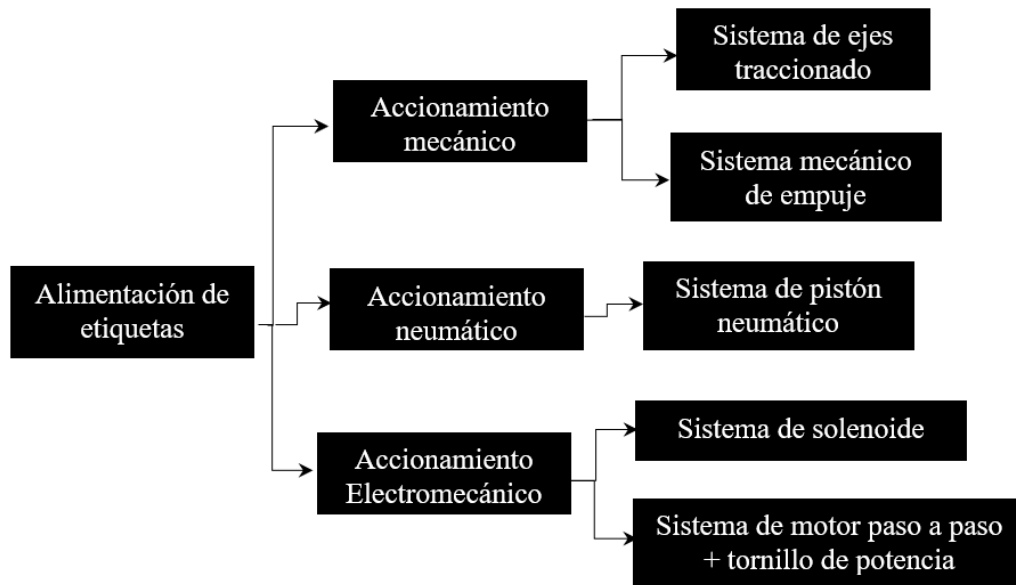 Alimentación de
etiquetas
Accionamiento
mecánico
Sistema de ejes
traccionado
Sistema mecánico
de empuje
Accionamiento
neumático
Sistema de pistón
neumático
Accionamiento
Electromecánico
Sistema de solenoide
Sistema de motor paso a paso
+ tornillo de potencia